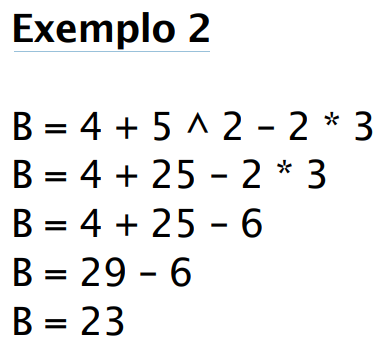 Exemplo 2
B = 4 + 5 ^ 2 – 2 * 3
B = 4 + 25 – 2 * 3
B = 4 + 25 – 6
B = 29 – 6
B = 23